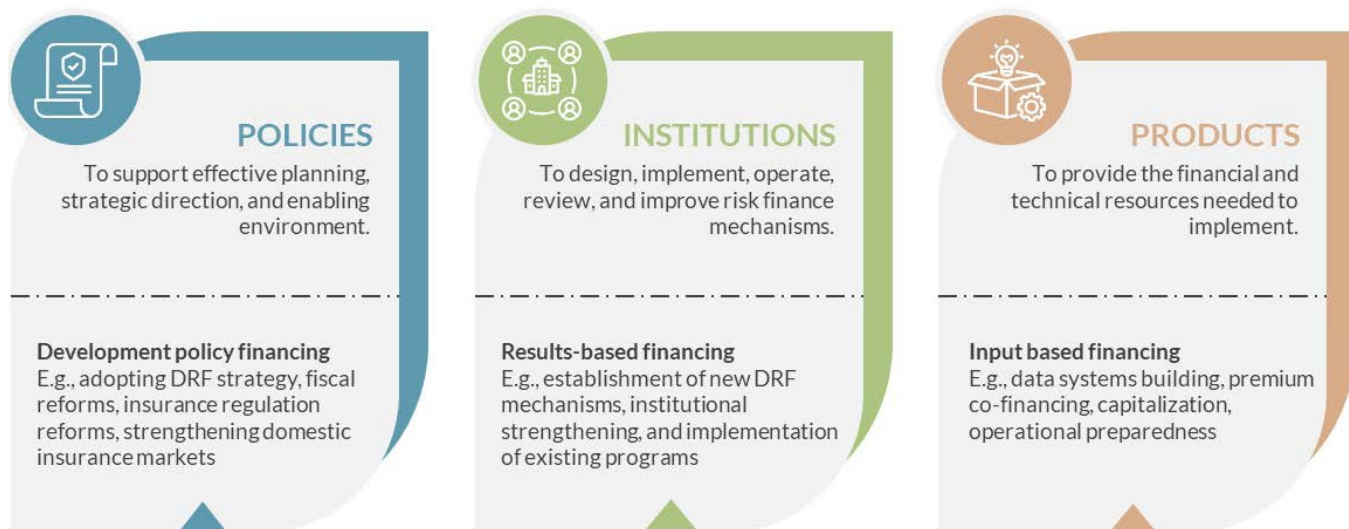 POLICIES
To support effective planning,
strategic direction, and enabling
environment.
Development policy financing
E.g., adopting DRF strategy, fiscal
reforms, insurance regulation
reforms, strengthening domestic
insurance markets
INSTITUTIONS
To design, implement, operate,
review, and improve risk finance
mechanisms.
Results-based financing
E.g., establishment of new DRF
mechanisms, institutional
strengthening, and implementation
of existing programs
PRODUCTS
To provide the financial and
technical resources needed to
implement.
Input based financing
E.g., data systems building, premium
co-financing, capitalization,
operational preparedness